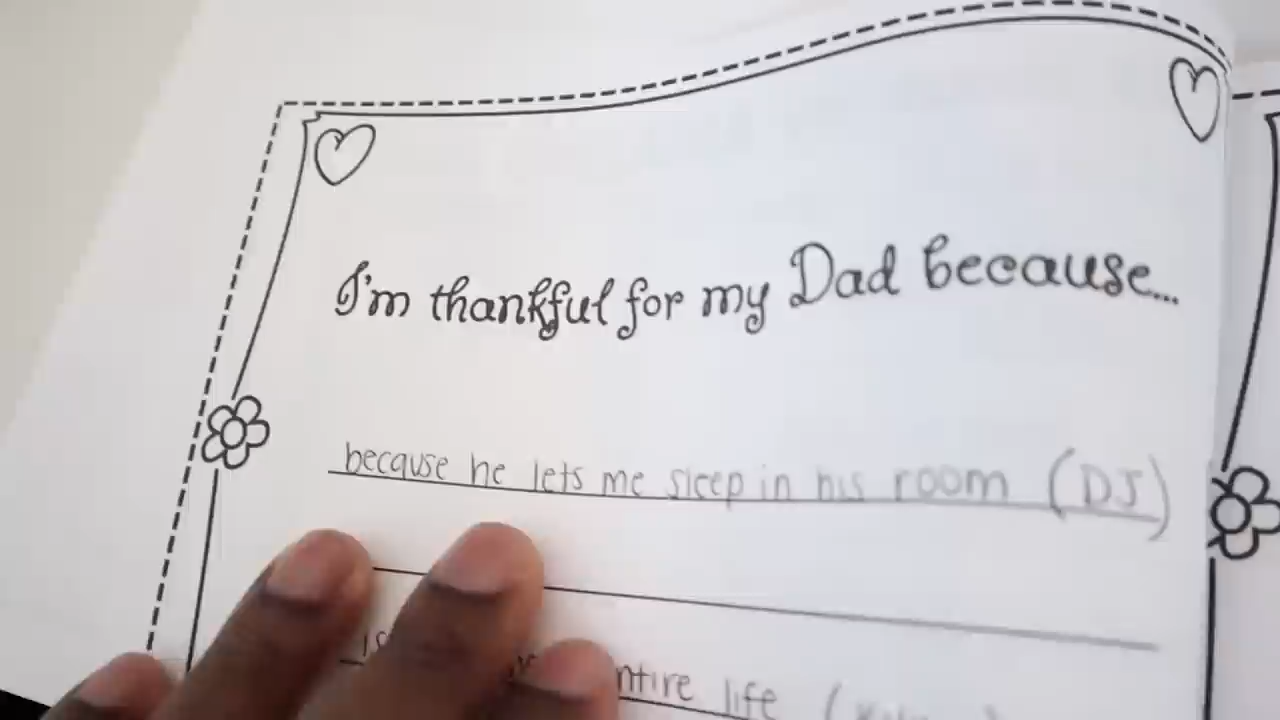 I'm thankful for my Dad because...
because he lets me sleep in his room (DJ)
ntire life